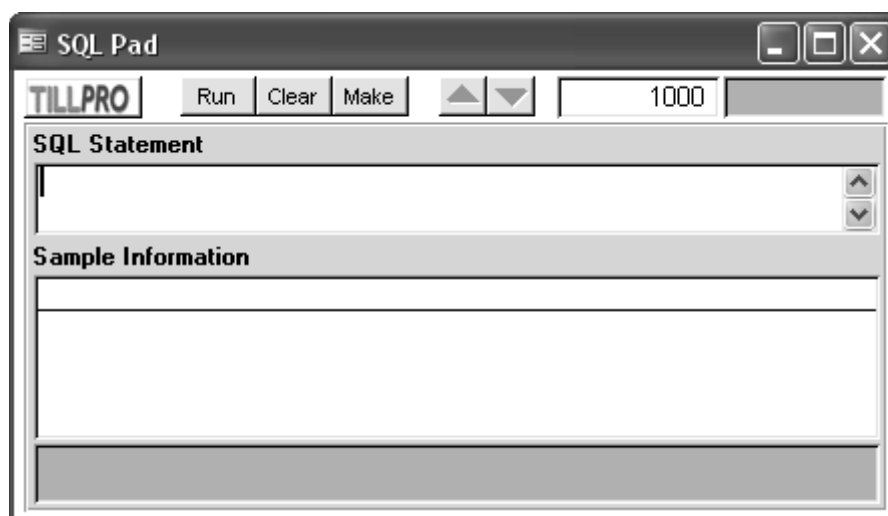 SQL Pad
TILLPRO Run Clear Make 1000
SQL Statement
Sample Information